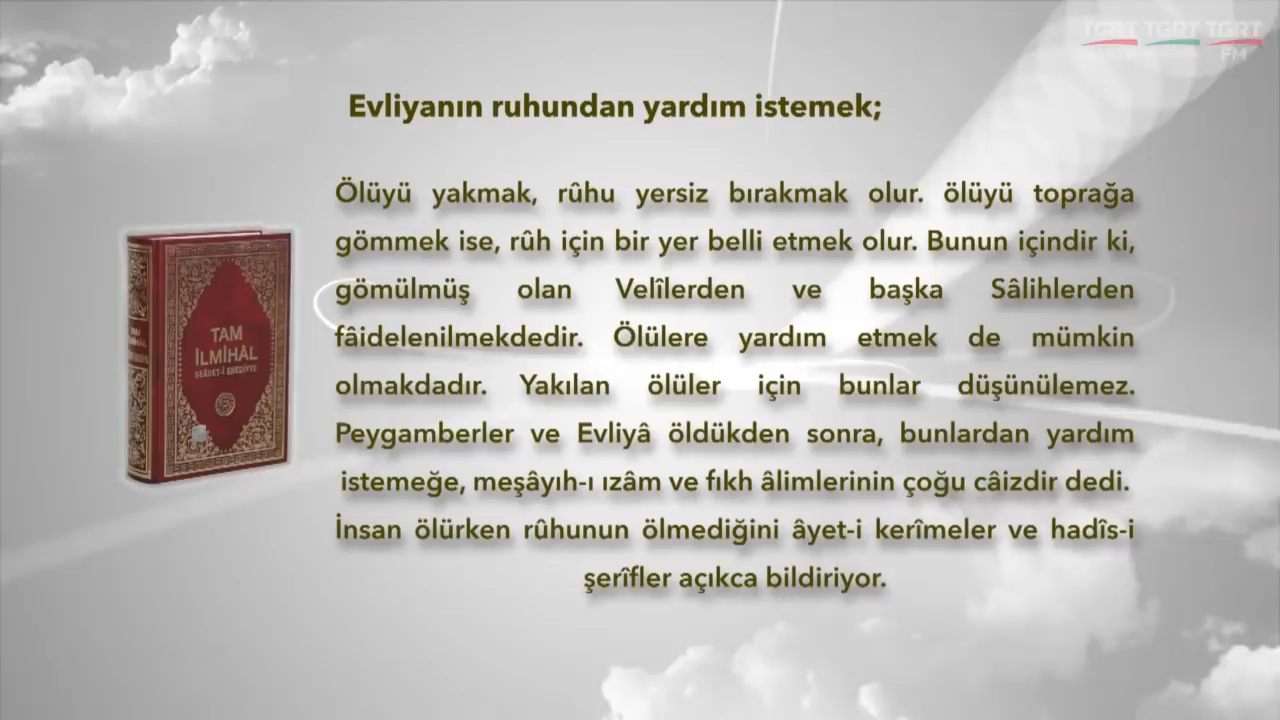 TGRT TGRT TGRT
FM
Evliyanın ruhundan yardım istemek;
Ölüyü yakmak, rûhu yersiz bırakmak olur. ölüyü toprağa
gömmek ise, rûh için bir yer belli etmek olur. Bunun içindir ki,
gömülmüş olan Velîlerden ve başka Sâlihlerden
fâidelenilmekdedir. Ölülere yardım etmek de mümkin
olmakdadır. Yakılan ölüler için bunlar düşünülemez.
Peygamberler ve Evliyâ öldükden sonra, bunlardan yardım
istemeğe, meşâyıh-ı ızâm ve fıkh âlimlerinin çoğu câizdir dedi.
İnsan ölürken rûhunun ölmediğini âyet-i kerîmeler ve hadîs-i
şerîfler açıkca bildiriyor.
TAM
İLMİHÂL
SEÂDET-İ EBEDİYYE